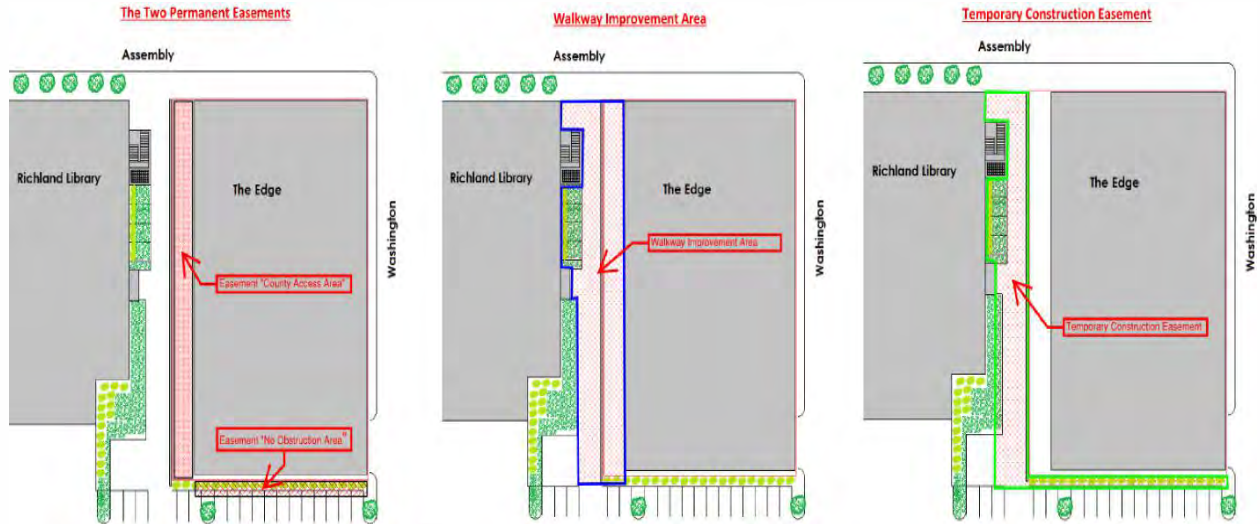 The Two Permanent Easements
Assembly
Richland Library
The Edge
Washington
Easement "County Access Area"
Easement "No Obstruction Area"
Walkway Improvement Area
Assembly
Richland Library
The Edge
Washington
Walkway Improvement Area
Temporary Construction Easement
Assembly
Richland Library
The Edge
Washington
Temporary Construction Easement